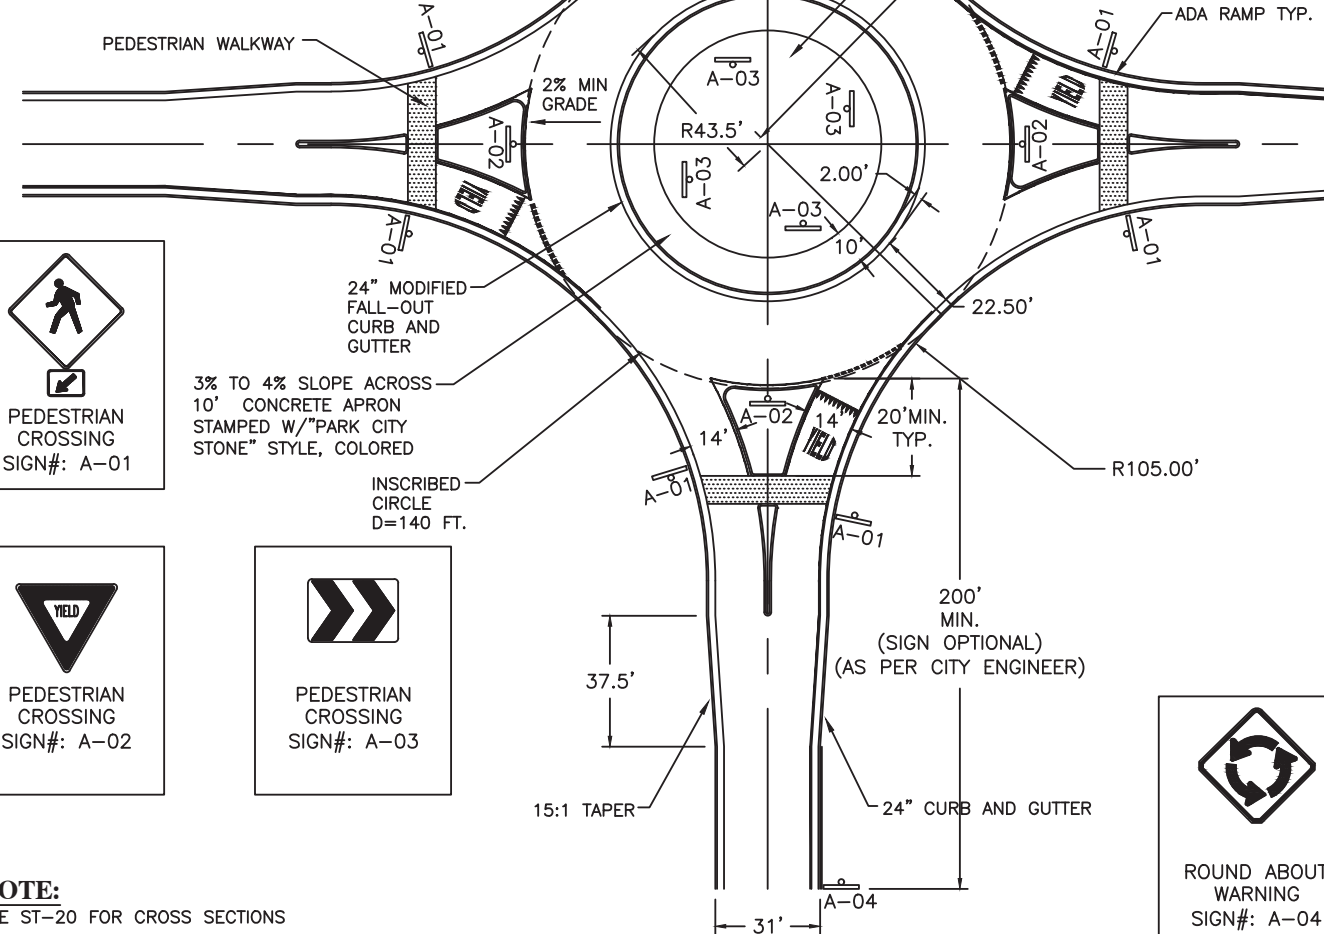 A-01
A-01
ADA RAMP TYP.
PEDESTRIAN WALKWAY
2% MIN
GRADE
YIELD
A-03
A-03
R43.5'
A-02
A-02
A-03
2.00'
A-03
YIELD
10'
A-01
A-01
24" MODIFIED
FALL-OUT
CURB AND
GUTTER
22.50'
3% TO 4% SLOPE ACROSS
10' CONCRETE APRON
STAMPED W/"PARK CITY
STONE" STYLE, COLORED
A-02
14'
14'
YIELD
20'MIN.
TYP.
R105.00'
INSCRIBED
CIRCLE
D=140 FT.
A-01
A-01
PEDESTRIAN
CROSSING
SIGN#: A-01
YIELD
PEDESTRIAN
CROSSING
SIGN#: A-02
PEDESTRIAN
CROSSING
SIGN#: A-03
200'
MIN.
(SIGN OPTIONAL)
(AS PER CITY ENGINEER)
37.5'
15:1 TAPER
24" CURB AND GUTTER
A-04
31'
ROUND ABOUT
WARNING
SIGN#: A-04
OTE:
E ST-20 FOR CROSS SECTIONS